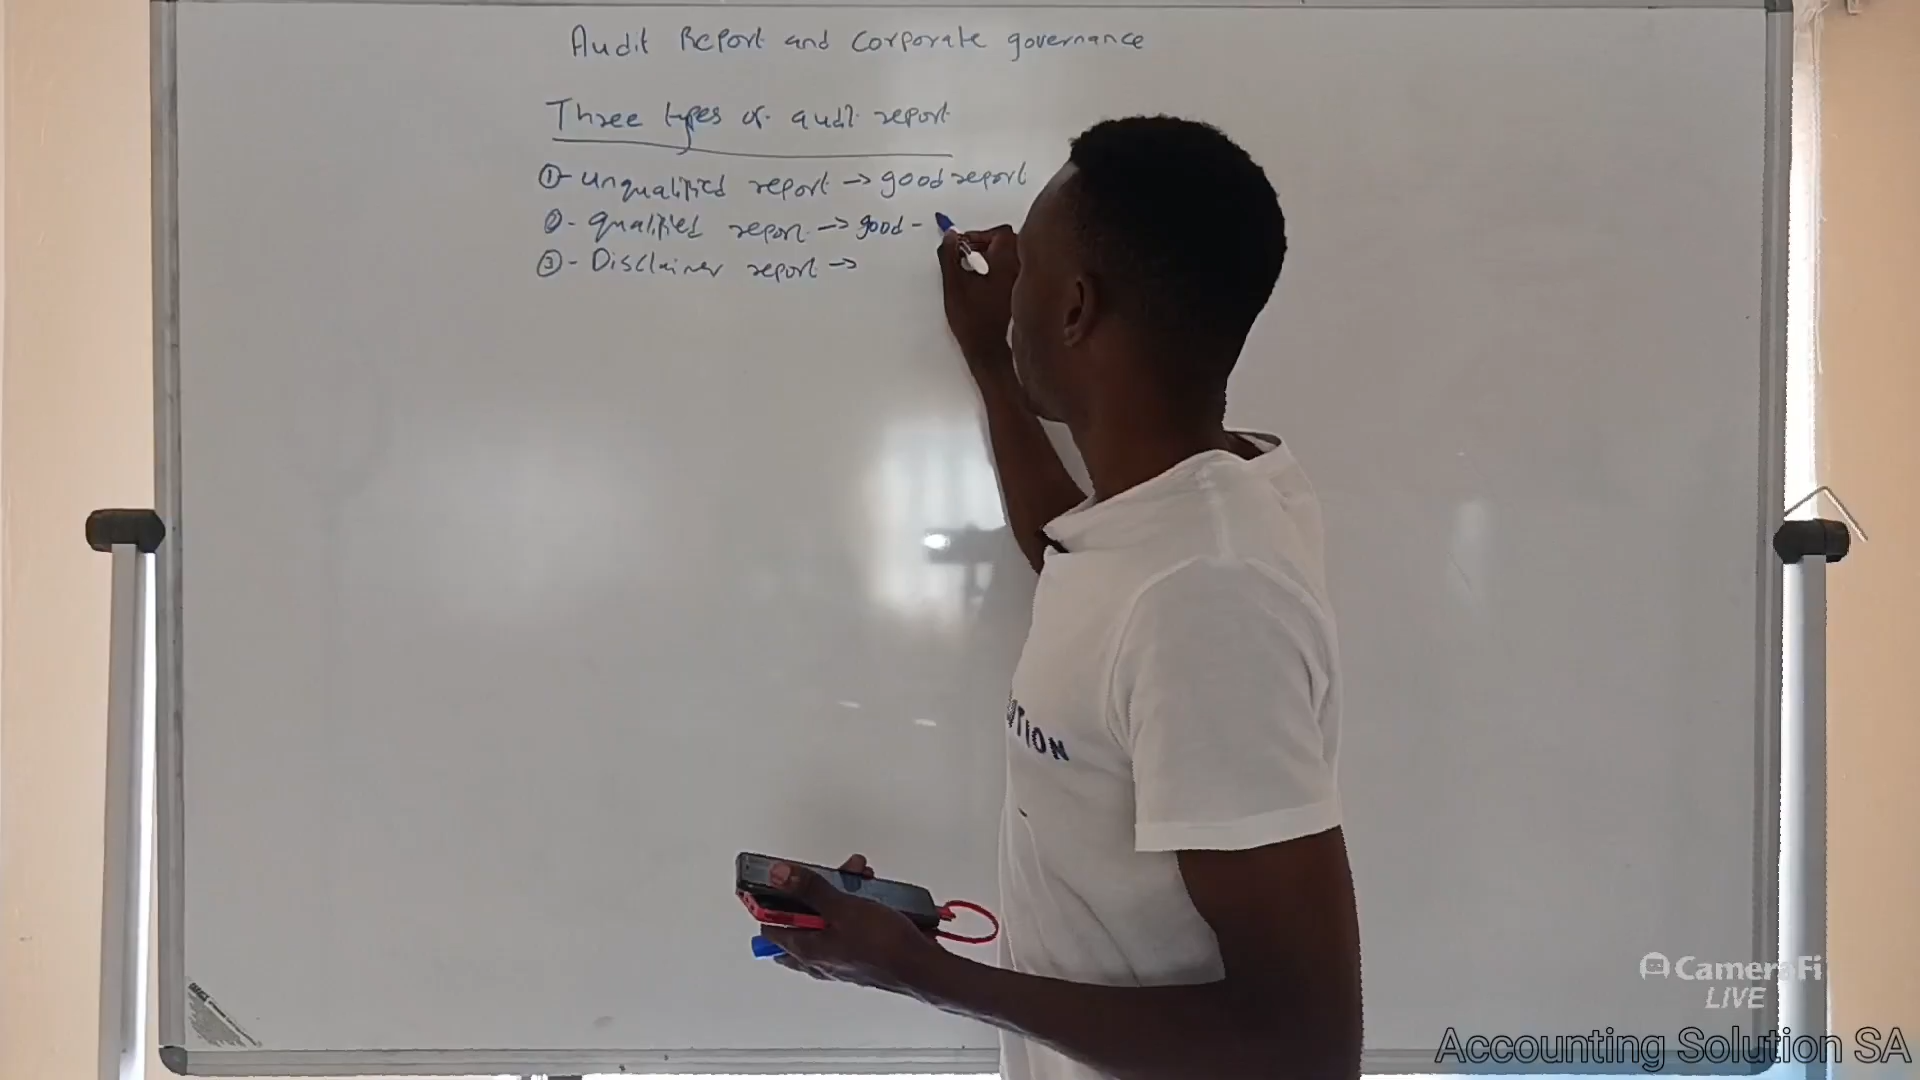 Audit Report and corporate governance
Three types of audit report
①- unqualified report → good report
②- qualified report → good -
③- Disclaimer report →
UTION
CameraFi
LIVE
Accounting Solution SA